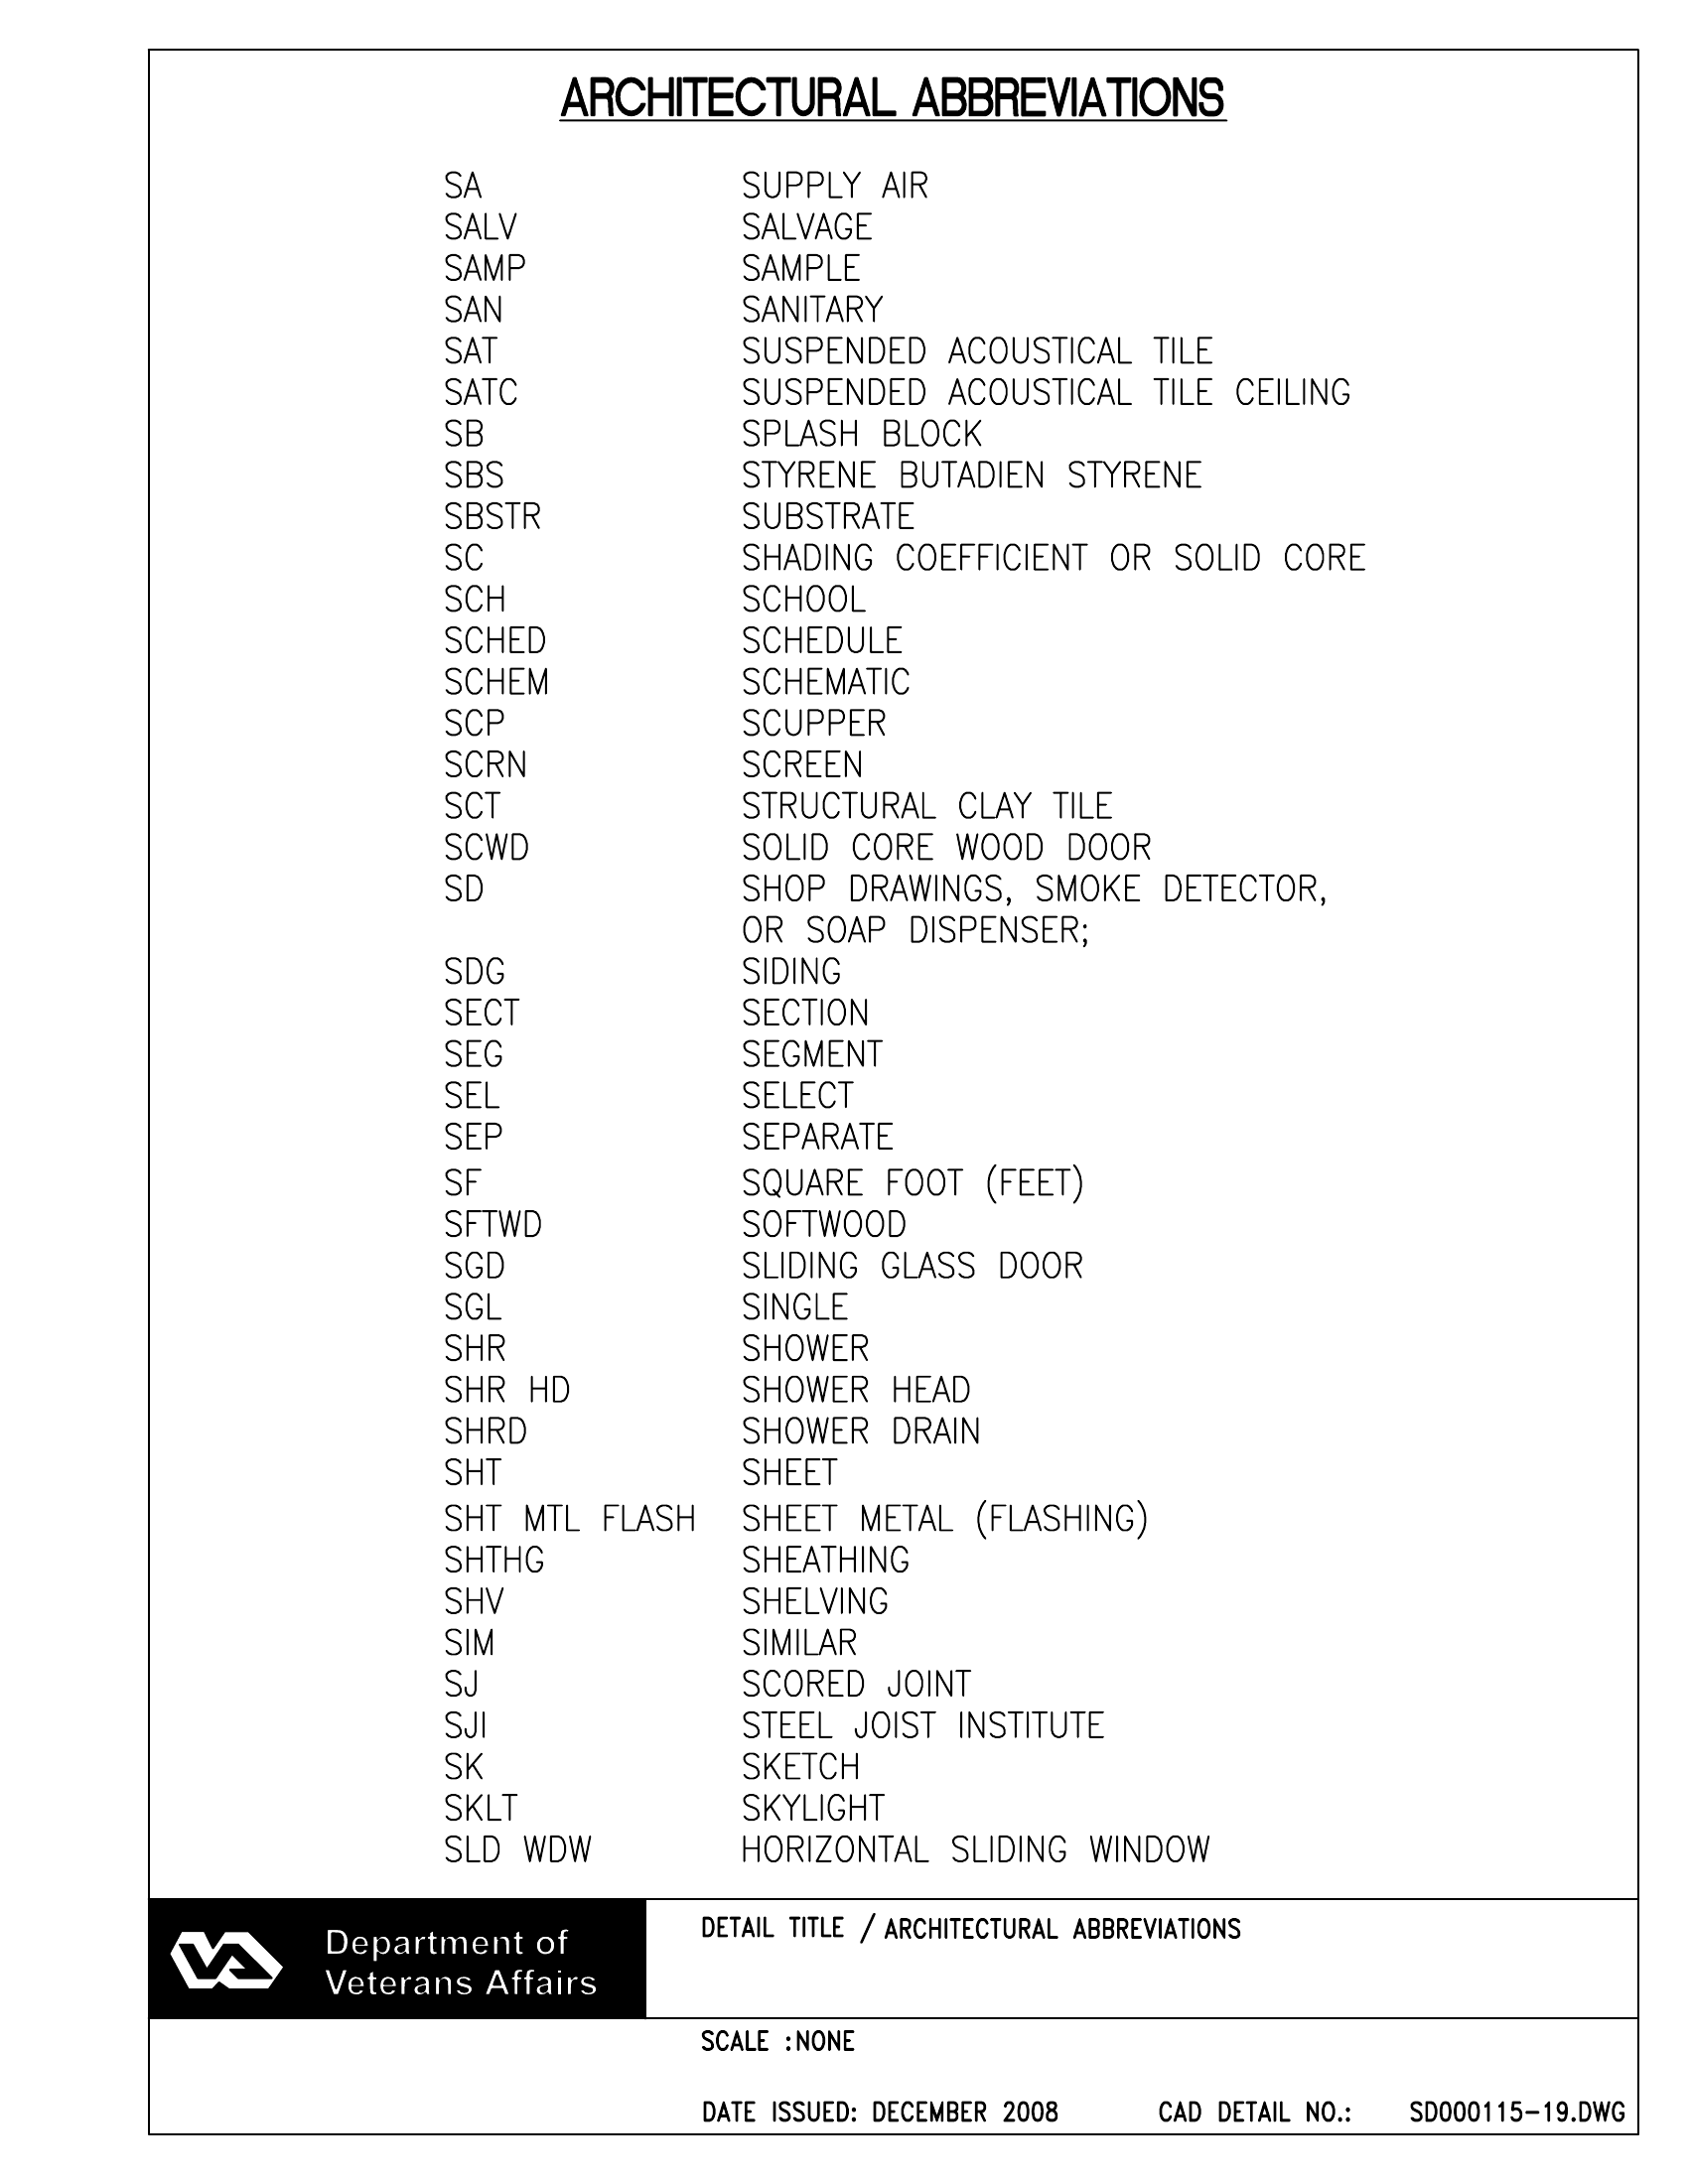 ARCHITECTURAL ABBREVIATIONS
SA SUPPLY AIR
SALV SALVAGE
SAMP SAMPLE
SAN SANITARY
SAT SUSPENDED ACOUSTICAL TILE
SATC SUSPENDED ACOUSTICAL TILE CEILING
SB SPLASH BLOCK
SBS STYRENE BUTADIEN STYRENE
SBSTR SUBSTRATE
SC SHADING COEFFICIENT OR SOLID CORE
SCH SCHOOL
SCHED SCHEDULE
SCHEM SCHEMATIC
SCP SCUPPER
SCRN SCREEN
SCT STRUCTURAL CLAY TILE
SCWD SOLID CORE WOOD DOOR
SD SHOP DRAWINGS, SMOKE DETECTOR,
OR SOAP DISPENSER;
SDG SIDING
SECT SECTION
SEG SEGMENT
SEL SELECT
SEP SEPARATE
SF SQUARE FOOT (FEET)
SFTWD SOFTWOOD
SGD SLIDING GLASS DOOR
SGL SINGLE
SHR SHOWER
SHR HD SHOWER HEAD
SHRD SHOWER DRAIN
SHT SHEET
SHT MTL FLASH SHEET METAL (FLASHING)
SHTHG SHEATHING
SHV SHELVING
SIM SIMILAR
SJ SCORED JOINT
SJI STEEL JOIST INSTITUTE
SK SKETCH
SKLT SKYLIGHT
SLD WDW HORIZONTAL SLIDING WINDOW
Department of
Veterans Affairs
DETAIL TITLE / ARCHITECTURAL ABBREVIATIONS
SCALE :NONE
DATE ISSUED: DECEMBER 2008 CAD DETAIL NO.: SD000115-19.DWG